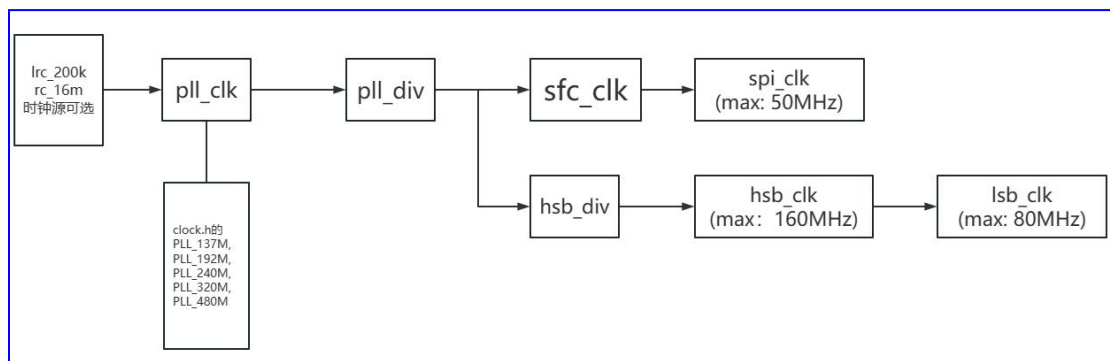 lrc_200k
rc_16m
时钟源可选
pll_clk
pll_div
sfc_clk
spi_clk
(max: 50MHz)
hsb_div
hsb_clk
(max：160MHz)
lsb_clk
(max: 80MHz)
clock.h的
PLL_137M,
PLL_192M,
PLL_240M,
PLL_320M,
PLL_480M